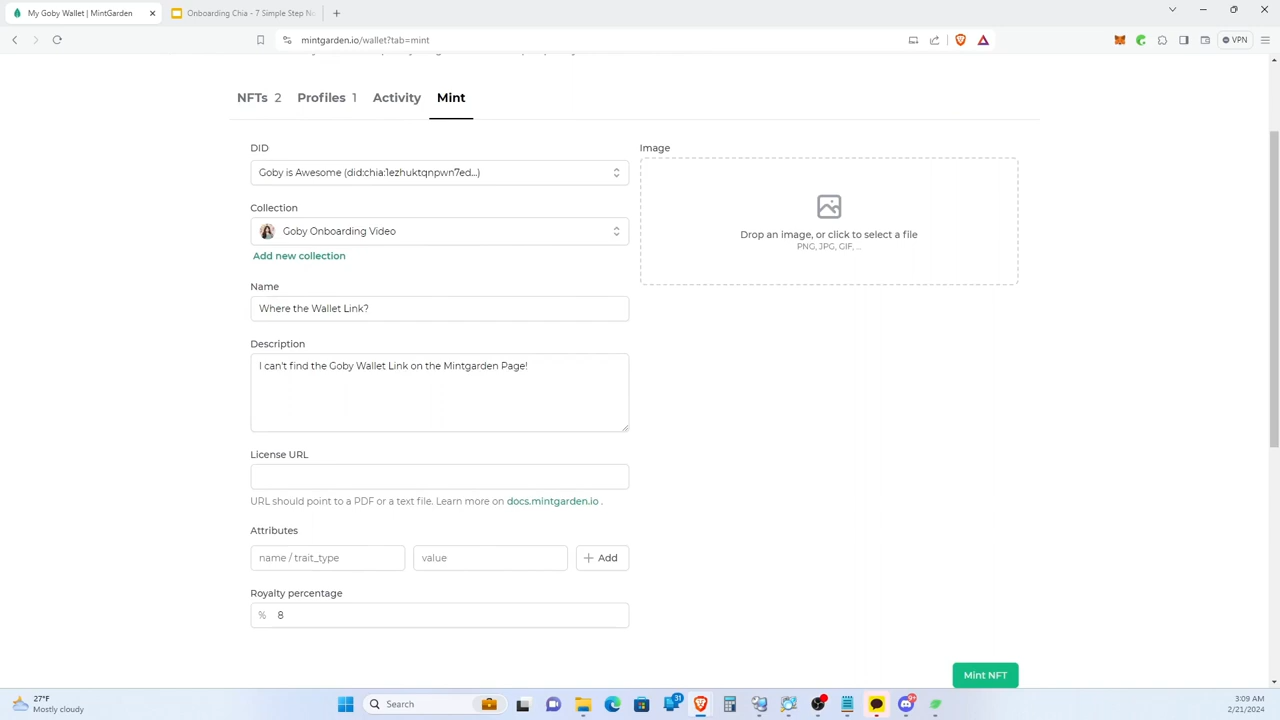 My Goby Wallet | MintGarden
Onboarding Chia - 7 Simple Step N
mintgarden.io/wallet?tab=mint
VPN
NFTs 2 Profiles 1 Activity Mint
DID
Goby is Awesome (did:chia:1ezhuktqnpwn7ed...)
Collection
Goby Onboarding Video
Add new collection
Name
Where the Wallet Link?
Description
I can't find the Goby Wallet Link on the Mintgarden Page!
License URL
URL should point to a PDF or a text file. Learn more on docs.mintgarden.io .
Attributes
name / trait_type value Add
Royalty percentage
% 8
Image
Drop an image, or click to select a file
PNG, JPG, GIF, ...
Mint NFT
27°F
Mostly cloudy
Search
31
9+
3:09 AM
2/21/2024